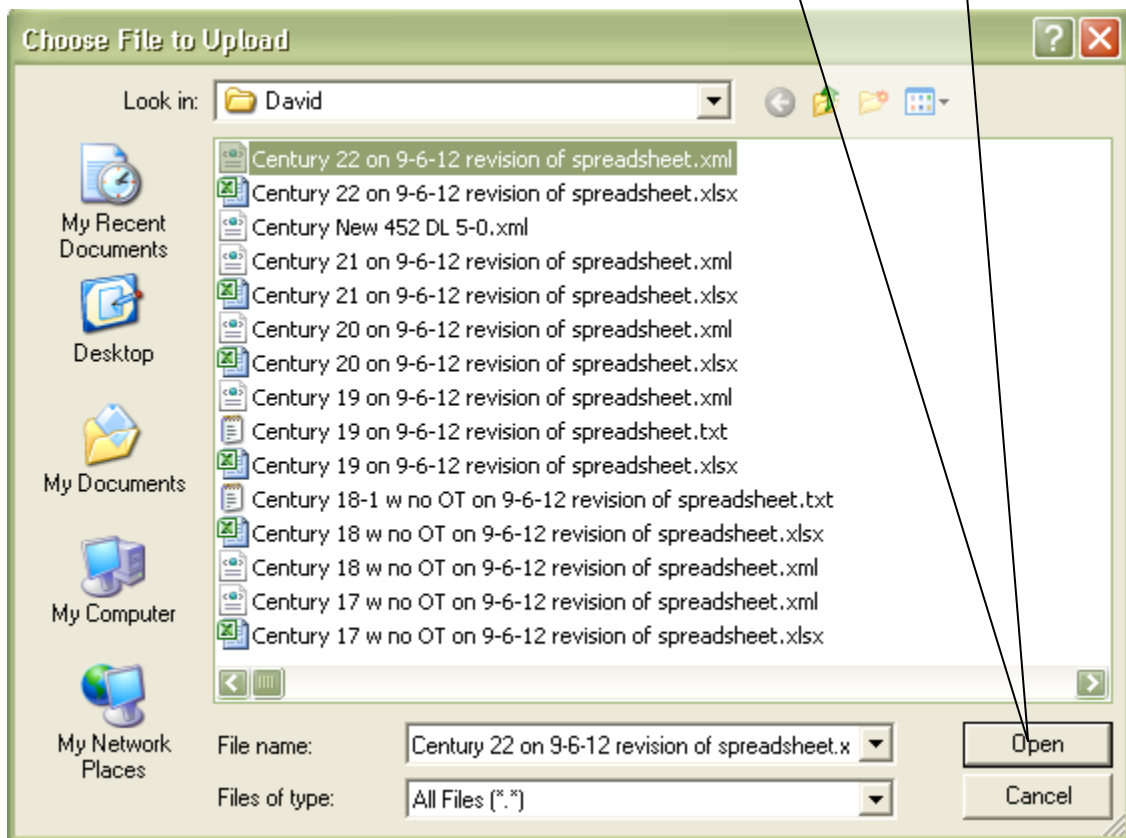 Choose File to Upload
Look in: David
My Recent
Documents
Desktop
My Documents
My Computer
My Network
Places
Century 22 on 9-6-12 revision of spreadsheet.xml
Century 22 on 9-6-12 revision of spreadsheet.xlsx
Century New 452 DL 5-0.xml
Century 21 on 9-6-12 revision of spreadsheet.xml
Century 21 on 9-6-12 revision of spreadsheet.xlsx
Century 20 on 9-6-12 revision of spreadsheet.xml
Century 20 on 9-6-12 revision of spreadsheet.xlsx
Century 19 on 9-6-12 revision of spreadsheet.xml
Century 19 on 9-6-12 revision of spreadsheet.txt
Century 19 on 9-6-12 revision of spreadsheet.xlsx
Century 18-1 w no OT on 9-6-12 revision of spreadsheet.txt
Century 18 w no OT on 9-6-12 revision of spreadsheet.xlsx
Century 18 w no OT on 9-6-12 revision of spreadsheet.xml
Century 17 w no OT on 9-6-12 revision of spreadsheet.xml
Century 17 w no OT on 9-6-12 revision of spreadsheet.xlsx
File name: Century 22 on 9-6-12 revision of spreadsheet.x Open
Files of type: All Files (*.*) Cancel